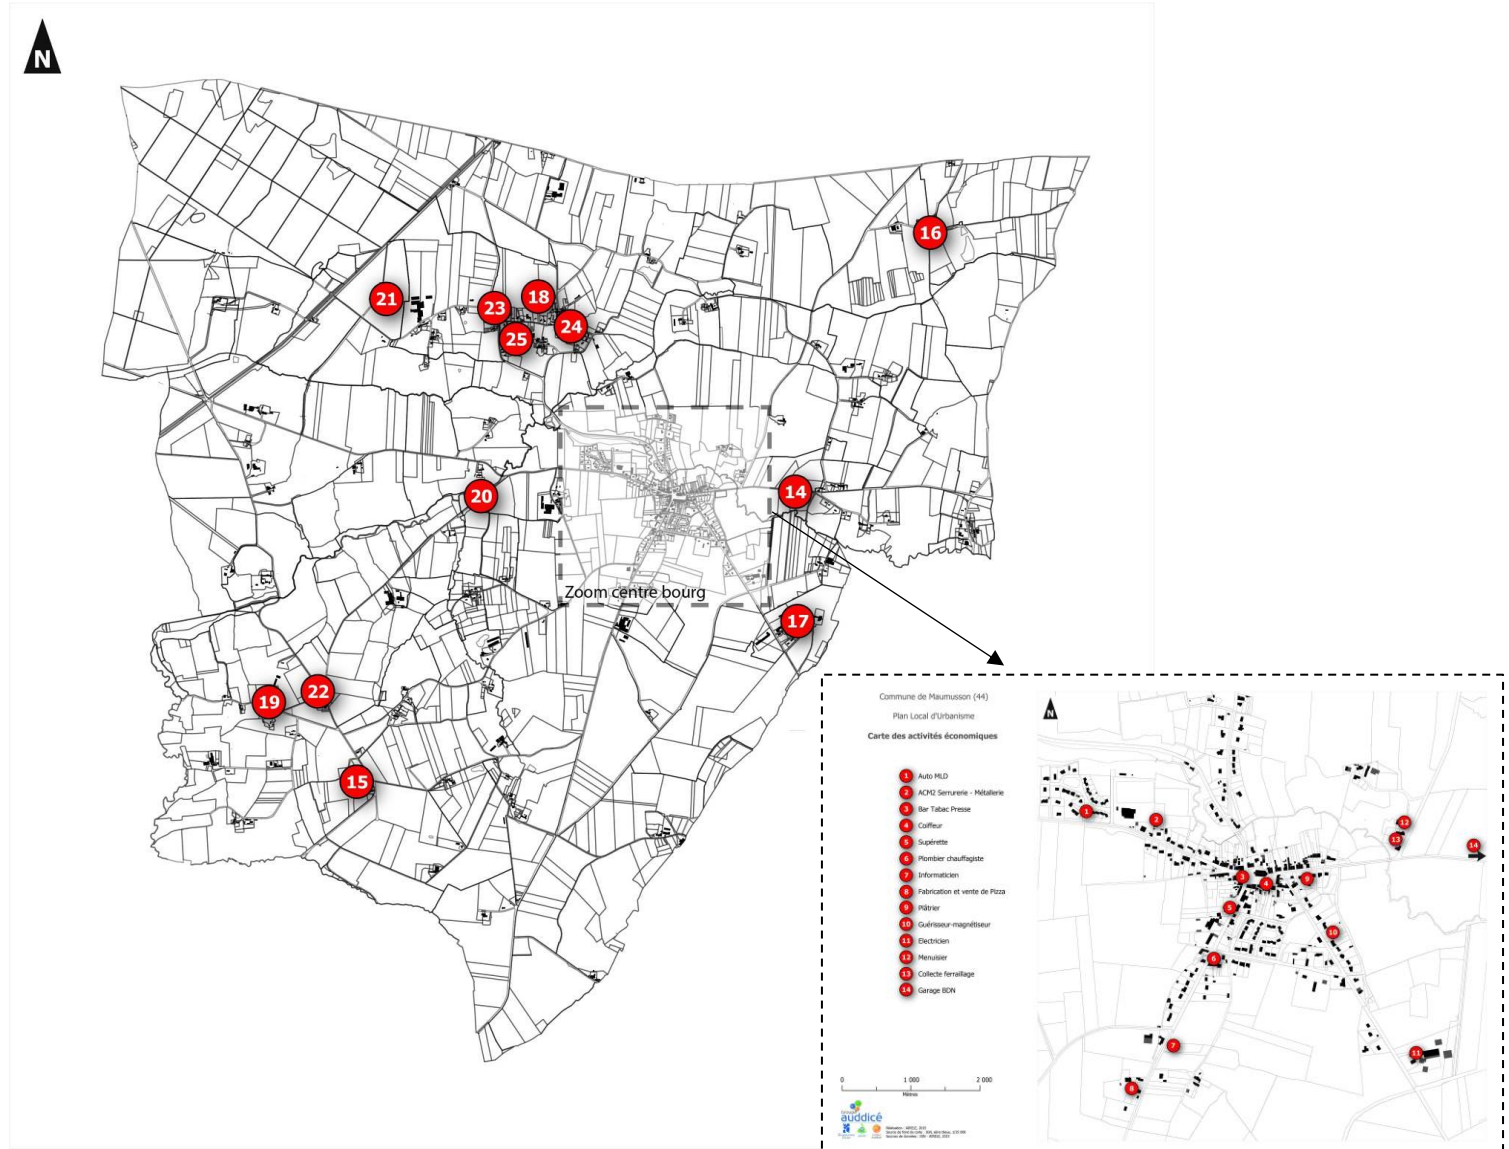 N
16
21
23
18
24
25
20
14
Zoom centre bourg
17
19
22
15
Commune de Maumusson (44)
Plan Local d'Urbanisme
Carte des activités économiques
1 Auto MLD
2 ACM2 Serrurerie - Métallerie
3 Bar Tabac Presse
4 Coiffeur
5 Supérette
6 Plombier chauffagiste
7 Informaticien
8 Fabrication et vente de Pizza
9 Plâtrier
10 Guérisseur-magnétiseur
11 Electricien
12 Menuisier
13 Collecte ferraillage
14 Garage BDN
0 1 000 2 000
Mètres
auddicé
N
1
2
12
13
14
3
4
9
5
10
6
7
11
8